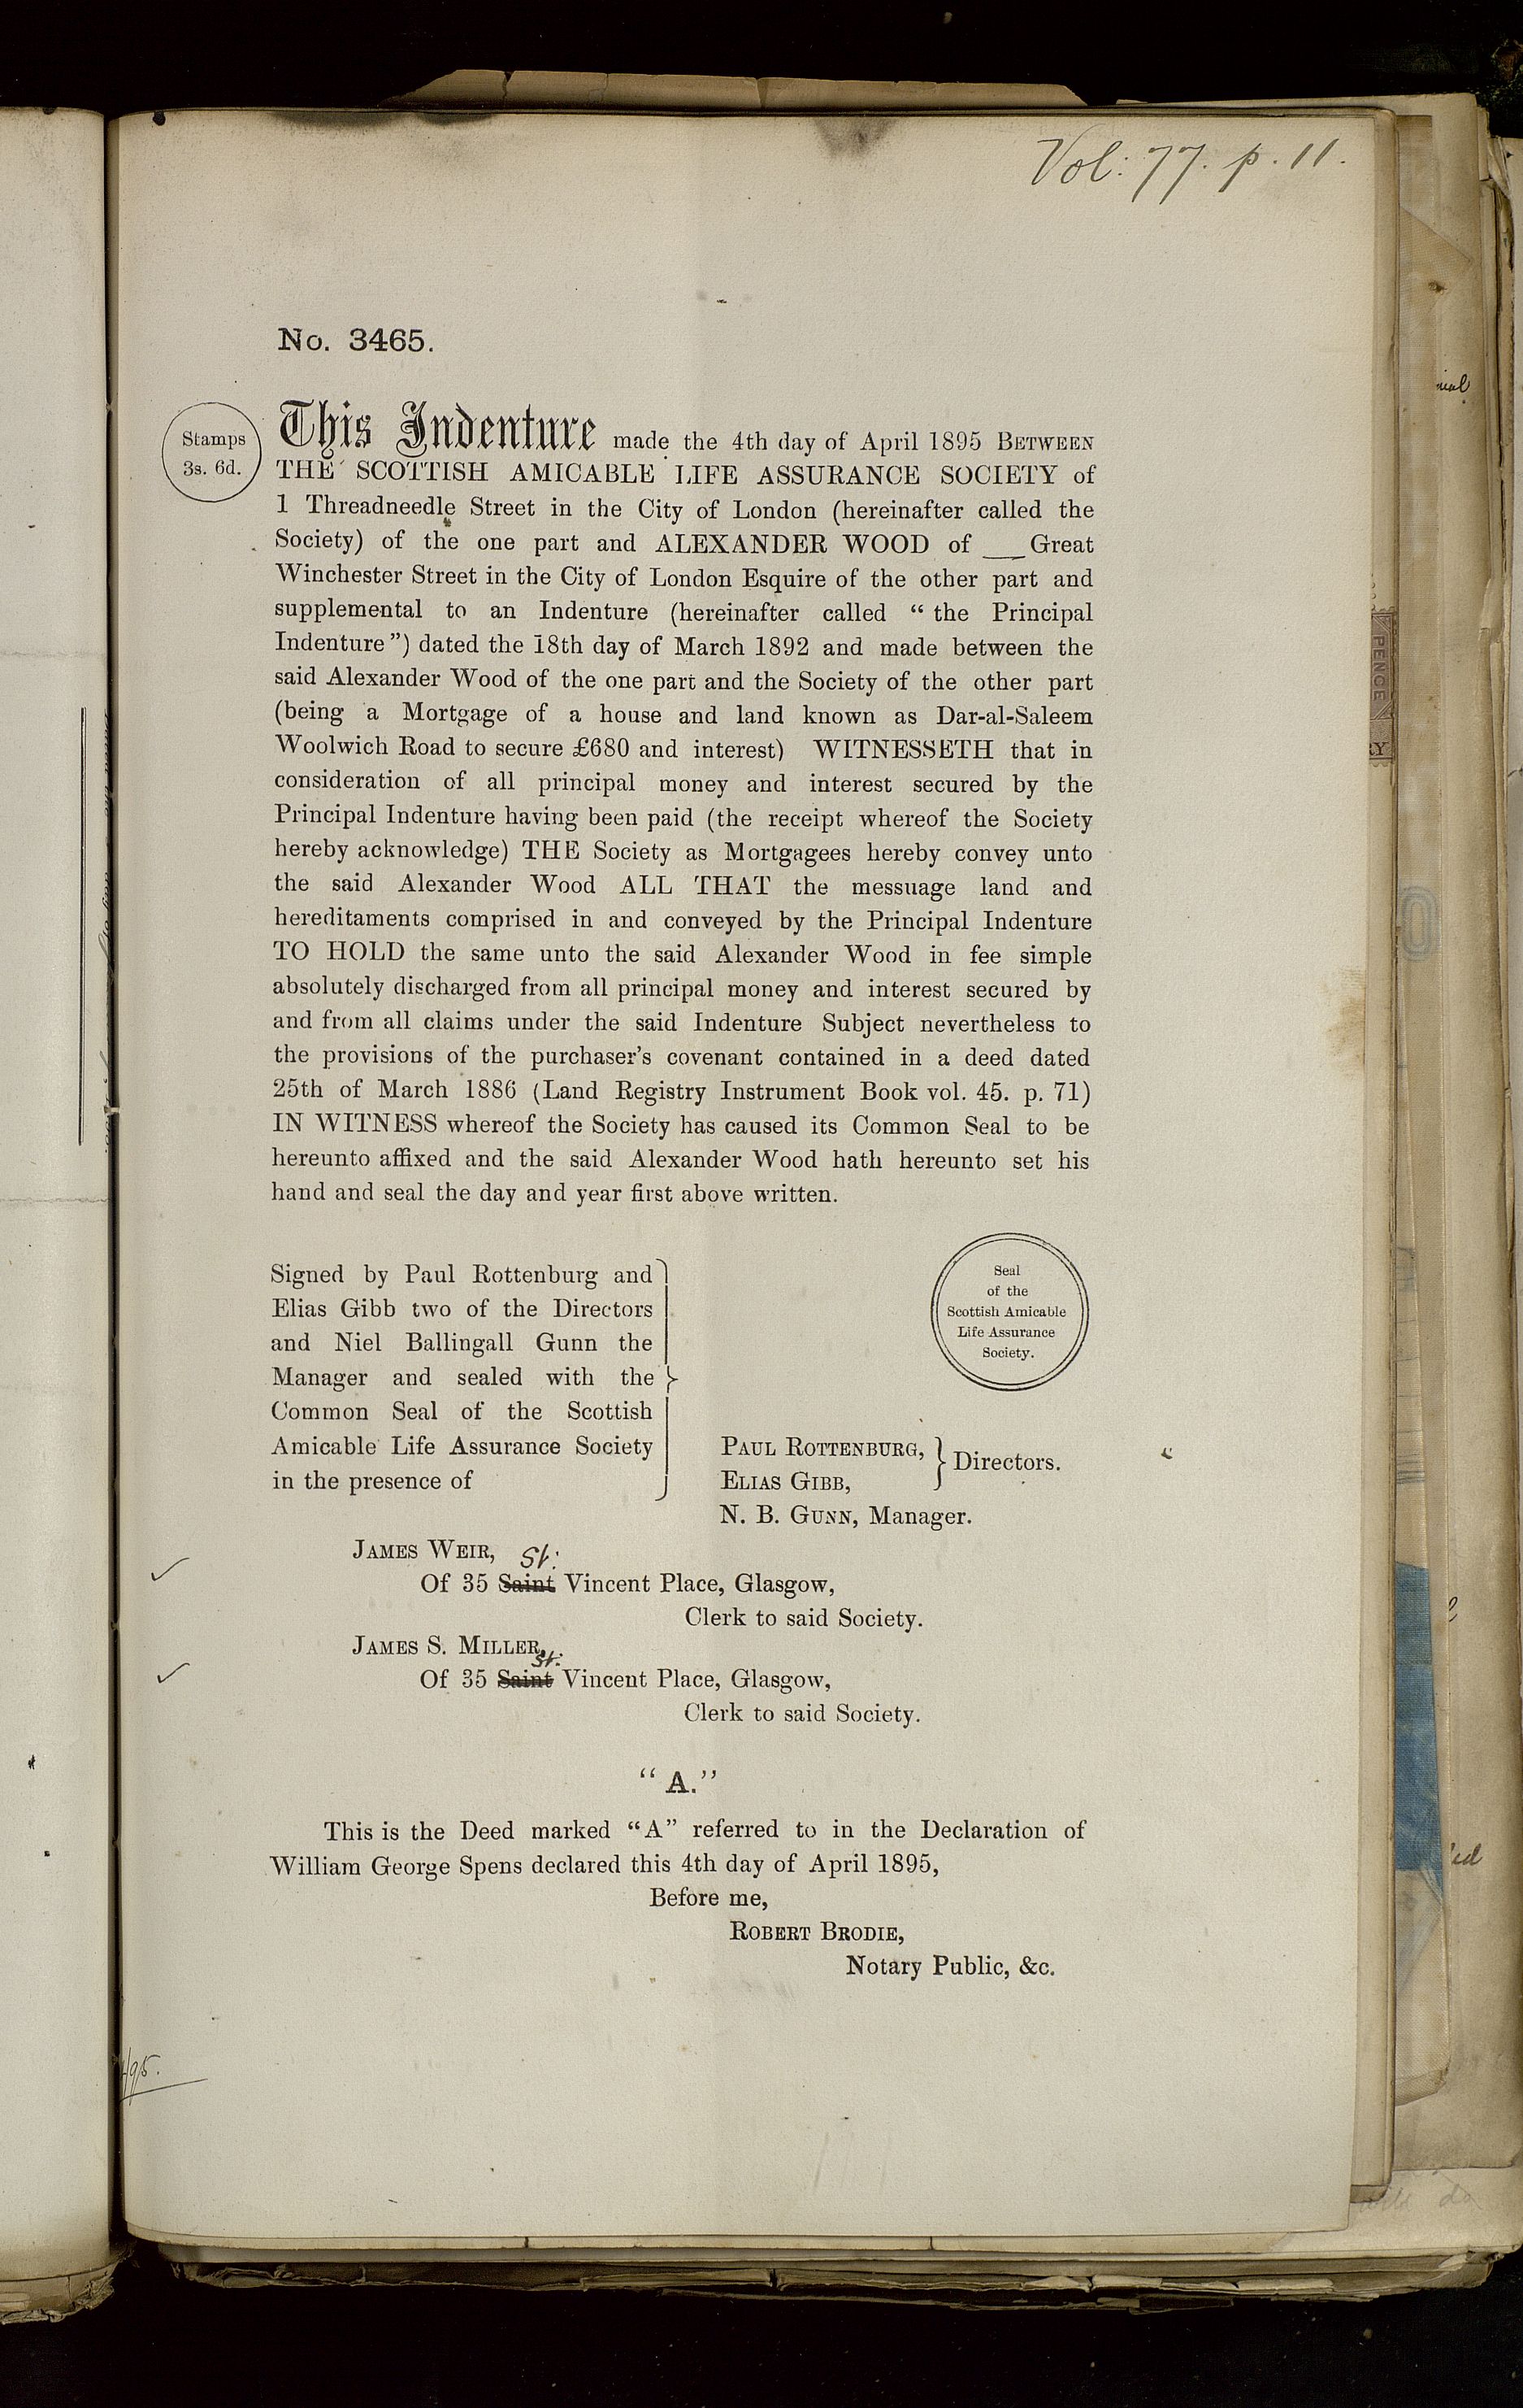 Vol: 77. p. 11.
No. 3465.
Stamps
3s. 6d.
This Indenture made the 4th day of April 1895 BETWEEN
THE SCOTTISH AMICABLE LIFE ASSURANCE SOCIETY of
1 Threadneedle Street in the City of London (hereinafter called the
Society) of the one part and ALEXANDER WOOD of __ Great
Winchester Street in the City of London Esquire of the other part and
supplemental to an Indenture (hereinafter called “ the Principal
Indenture ”) dated the 18th day of March 1892 and made between the
said Alexander Wood of the one part and the Society of the other part
(being a Mortgage of a house and land known as Dar-al-Saleem
Woolwich Road to secure £680 and interest) WITNESSETH that in
consideration of all principal money and interest secured by the
Principal Indenture having been paid (the receipt whereof the Society
hereby acknowledge) THE Society as Mortgagees hereby convey unto
the said Alexander Wood ALL THAT the messuage land and
hereditaments comprised in and conveyed by the Principal Indenture
TO HOLD the same unto the said Alexander Wood in fee simple
absolutely discharged from all principal money and interest secured by
and from all claims under the said Indenture Subject nevertheless to
the provisions of the purchaser’s covenant contained in a deed dated
25th of March 1886 (Land Registry Instrument Book vol. 45. p. 71)
IN WITNESS whereof the Society has caused its Common Seal to be
hereunto affixed and the said Alexander Wood hath hereunto set his
hand and seal the day and year first above written.
Signed by Paul Rottenburg and
Elias Gibb two of the Directors
and Niel Ballingall Gunn the
Manager and sealed with the
Common Seal of the Scottish
Amicable Life Assurance Society
in the presence of
Seal
of the
Scottish Amicable
Life Assurance
Society.
PAUL ROTTENBURG,
ELIAS GIBB,
Directors.
N. B. GUNN, Manager.
JAMES WEIR,
St:
Of 35 Saint Vincent Place, Glasgow,
Clerk to said Society.
JAMES S. MILLER,
St:
Of 35 Saint Vincent Place, Glasgow,
Clerk to said Society.
“ A.”
This is the Deed marked “A” referred to in the Declaration of
William George Spens declared this 4th day of April 1895,
Before me,
ROBERT BRODIE,
Notary Public, &c.
PENCE